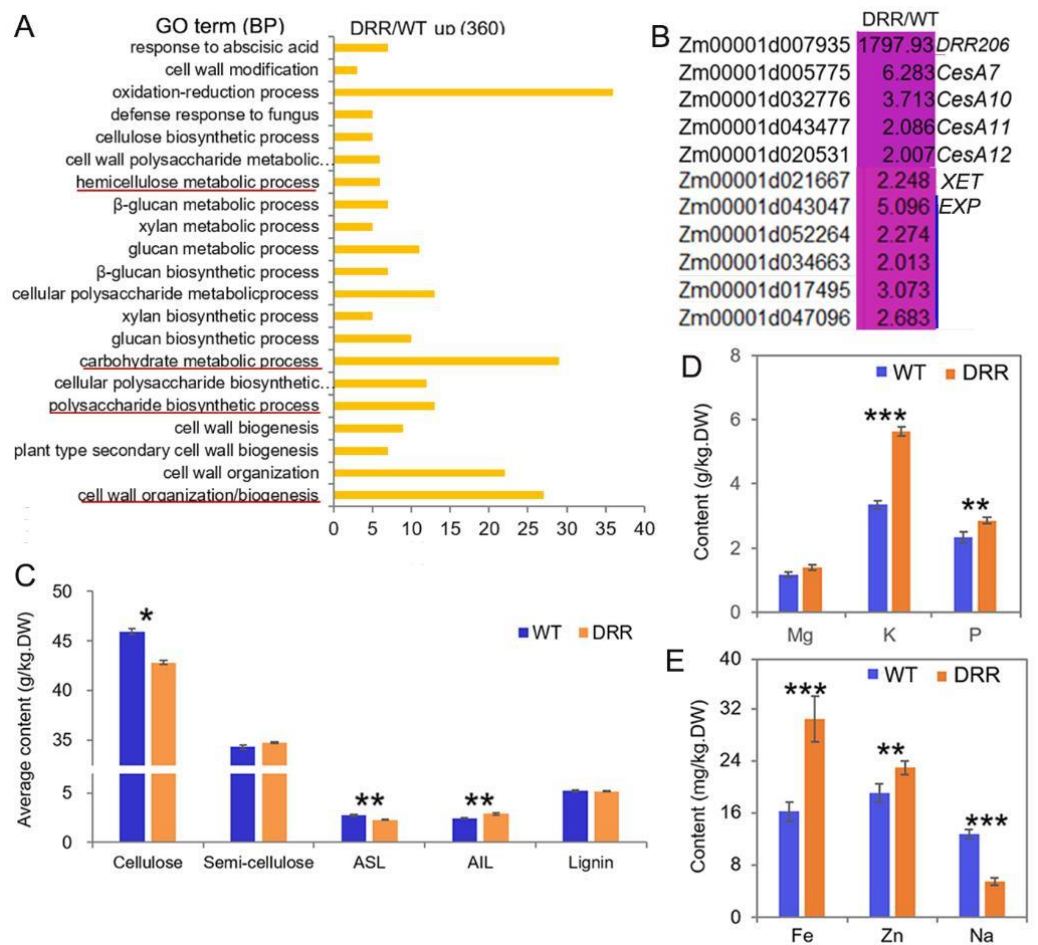 A
GO term (BP)
DRR/WT up (360)
response to abscisic acid
cell wall modification
oxidation-reduction process
defense response to fungus
cellulose biosynthetic process
cell wall polysaccharide metabolic...
hemicellulose metabolic process
β-glucan metabolic process
xylan metabolic process
glucan metabolic process
β-glucan biosynthetic process
cellular polysaccharide metabolicprocess
xylan biosynthetic process
glucan biosynthetic process
carbohydrate metabolic process
cellular polysaccharide biosynthetic...
polysaccharide biosynthetic process
cell wall biogenesis
plant type secondary cell wall biogenesis
cell wall organization
cell wall organization/biogenesis
0 5 10 15 20 25 30 35 40
B
DRR/WT
Zm00001d007935 1797.93 DRR206
Zm00001d005775 6.283 CesA7
Zm00001d032776 3.713 CesA10
Zm00001d043477 2.086 CesA11
Zm00001d020531 2.007 CesA12
Zm00001d021667 2.248 XET
Zm00001d043047 5.096 EXP
Zm00001d052264 2.274
Zm00001d034663 2.013
Zm00001d017495 3.073
Zm00001d047096 2.683
C
Average content (g/kg.DW)
50
45
40
35
5
0
WT DRR
*
**
**
Cellulose Semi-cellulose ASL AIL Lignin
D
Content (g/kg.DW)
8
6
4
2
0
WT DRR
***
**
Mg K P
E
Content (mg/kg.DW)
40
32
24
16
8
0
WT DRR
***
**
***
Fe Zn Na